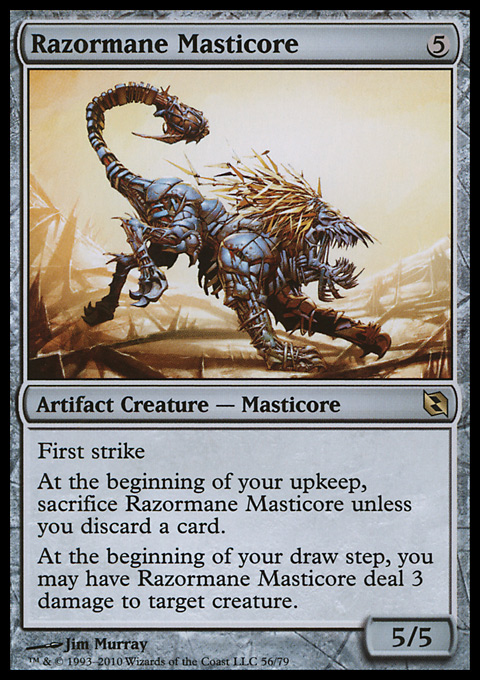 Razormane Masticore 5
Artifact Creature — Masticore
First strike
At the beginning of your upkeep,
sacrifice Razormane Masticore unless
you discard a card.
At the beginning of your draw step, you
may have Razormane Masticore deal 3
damage to target creature.
5/5
Jim Murray
™ & © 1993–2010 Wizards of the Coast LLC 56/79